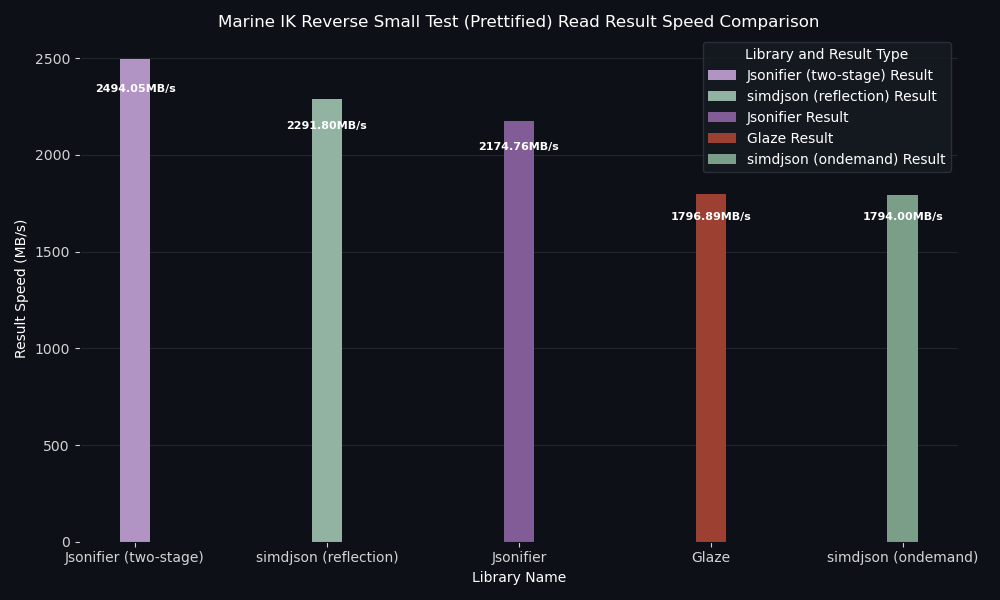 Marine IK Reverse Small Test (Prettified) Read Result Speed Comparison
Library and Result Type
Jsonifier (two-stage) Result
simdjson (reflection) Result
Jsonifier Result
Glaze Result
simdjson (ondemand) Result
Result Speed (MB/s)
2500
2000
1500
1000
500
0
2494.05MB/s
2291.80MB/s
2174.76MB/s
1796.89MB/s
1794.00MB/s
Jsonifier (two-stage)
simdjson (reflection)
Jsonifier
Glaze
simdjson (ondemand)
Library Name